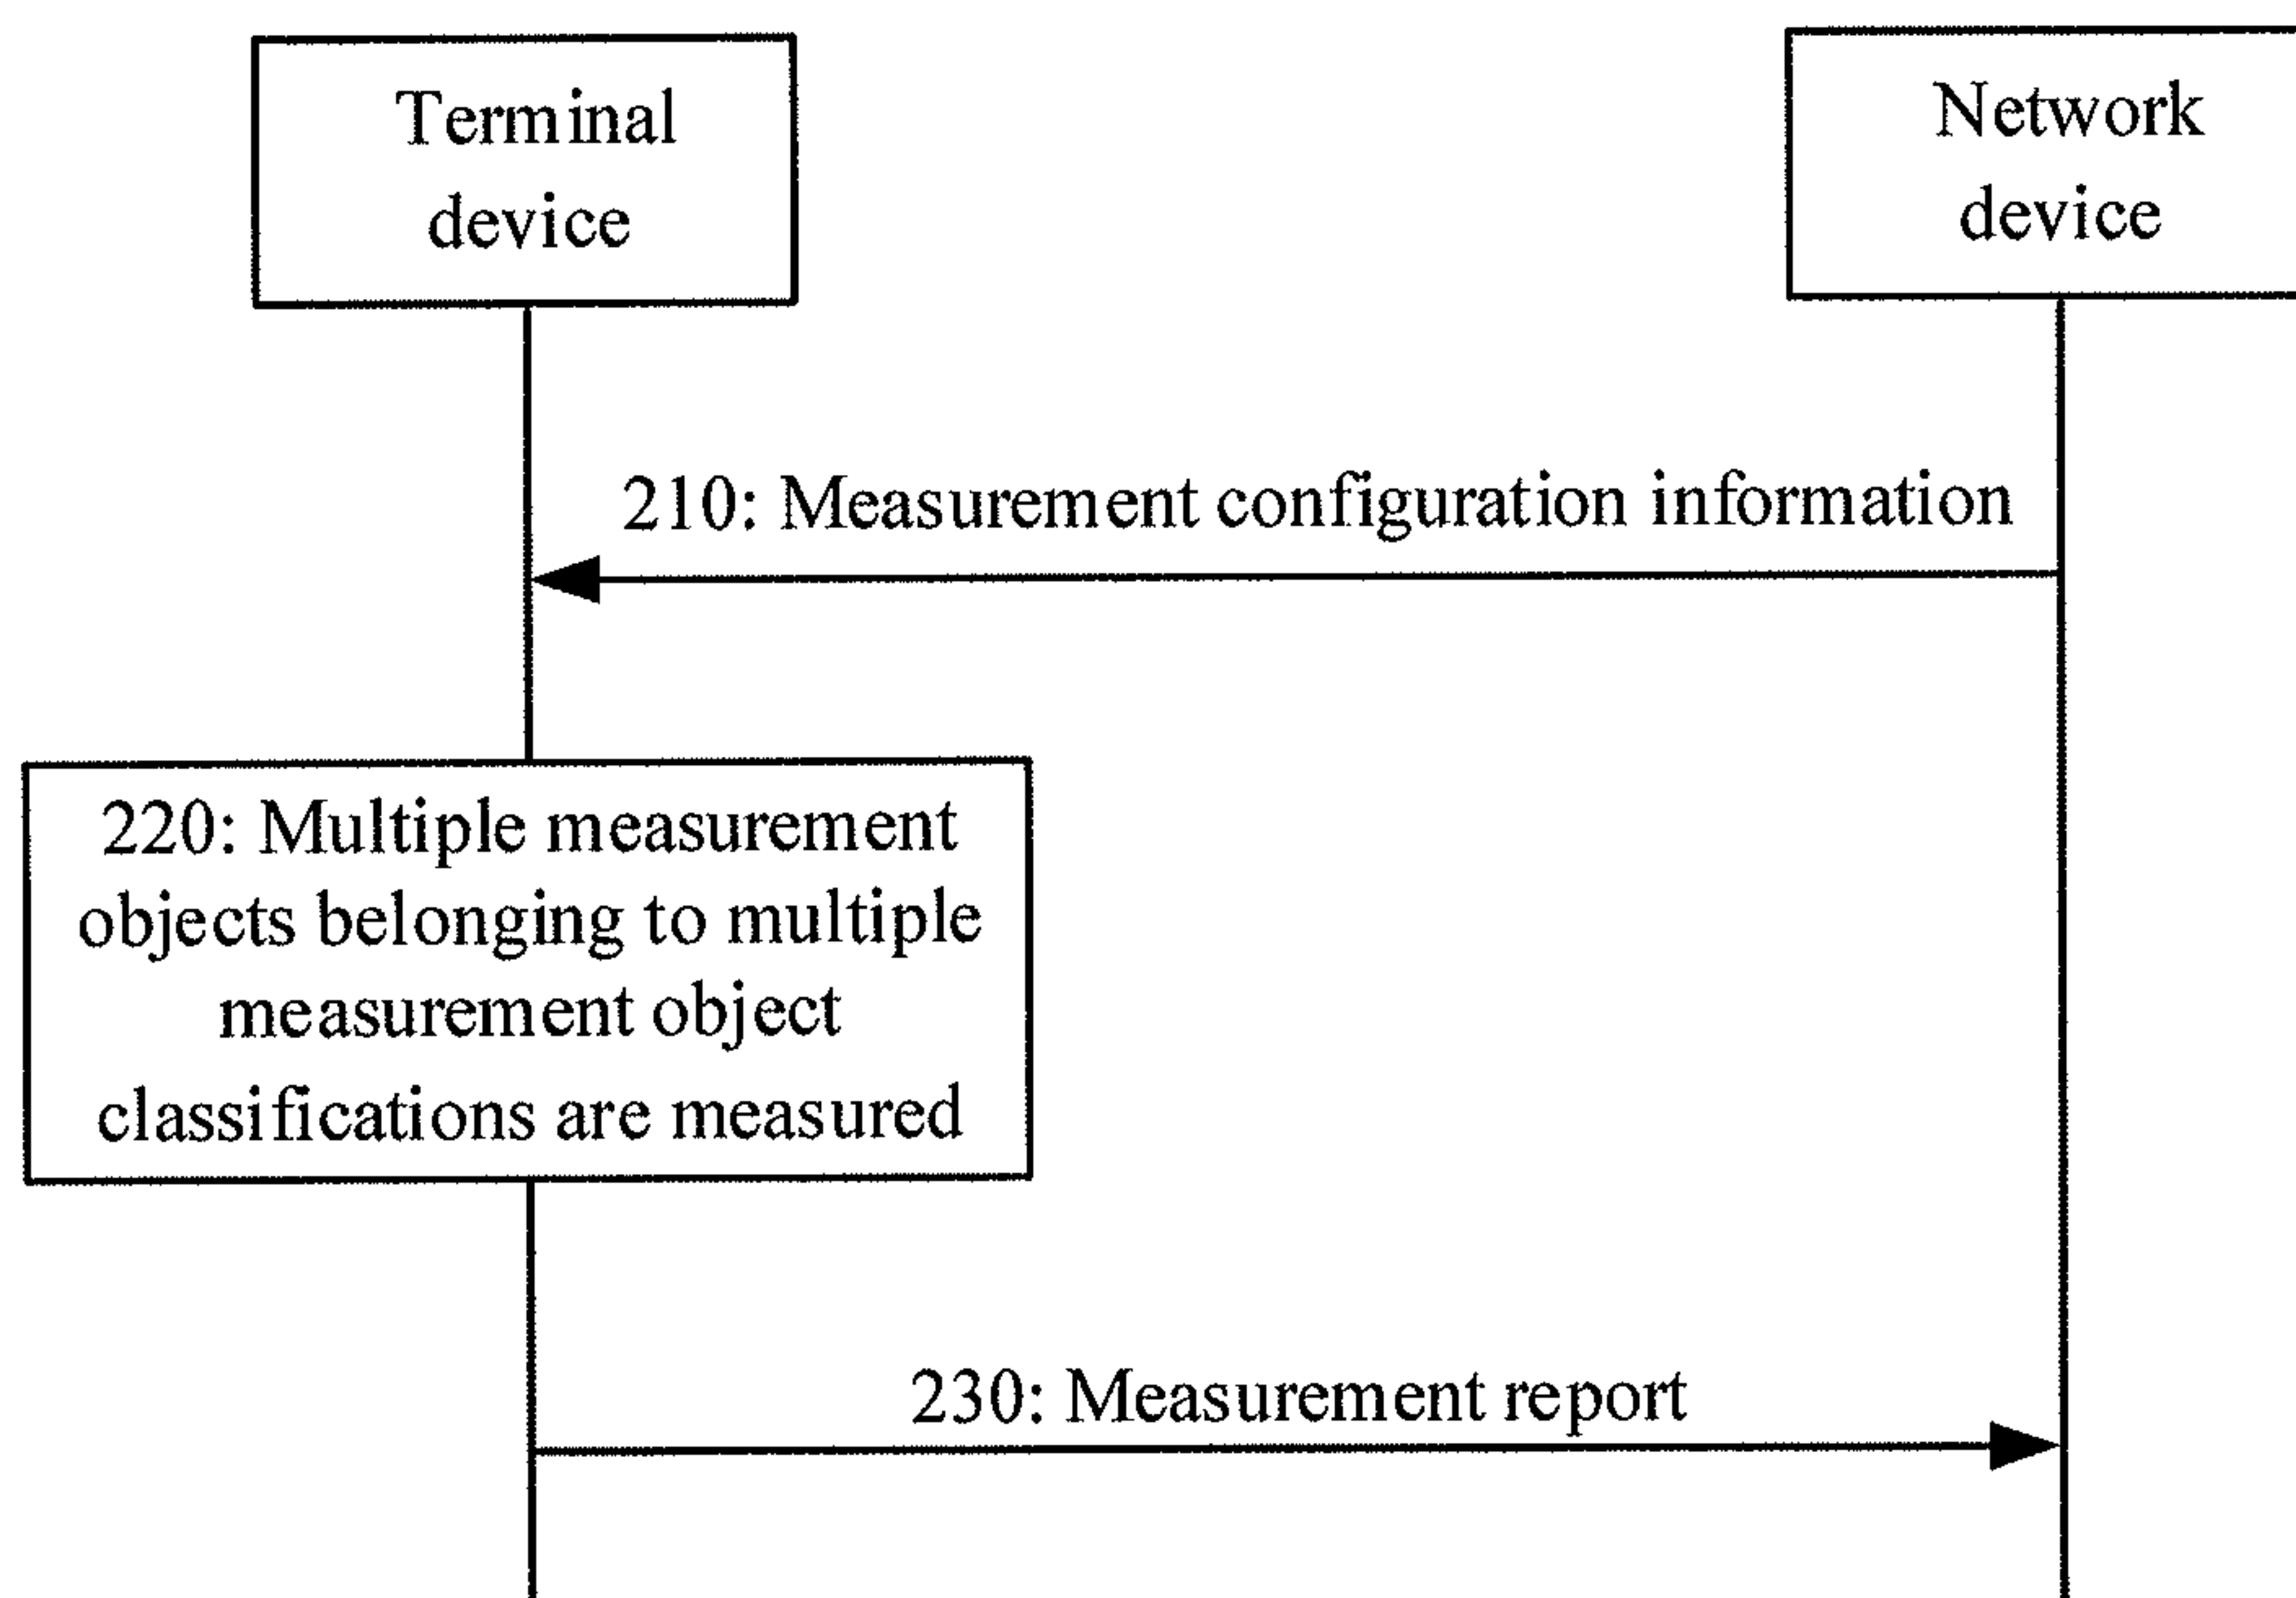 Terminal
device
Network
device
210: Measurement configuration information
220: Multiple measurement
objects belonging to multiple
measurement object
classifications are measured
230: Measurement report